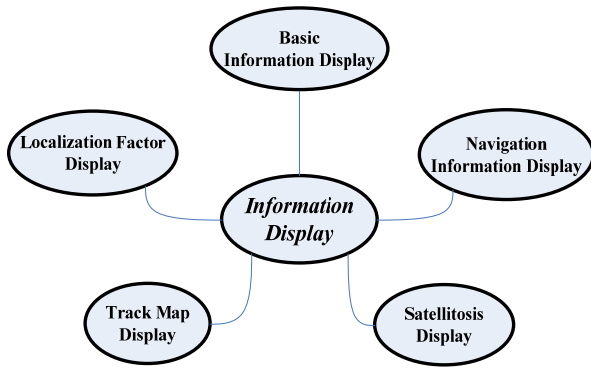 Basic
Information Display
Localization Factor
Display
Navigation
Information Display
Information
Display
Track Map
Display
Satellitosis
Display